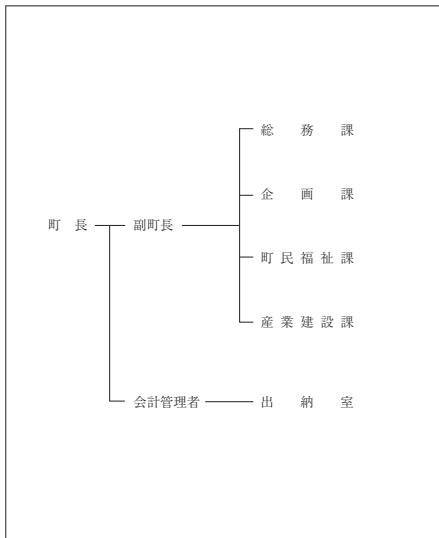 総務課
企画課
町長 副町長
町民福祉課
産業建設課
会計管理者 出納室